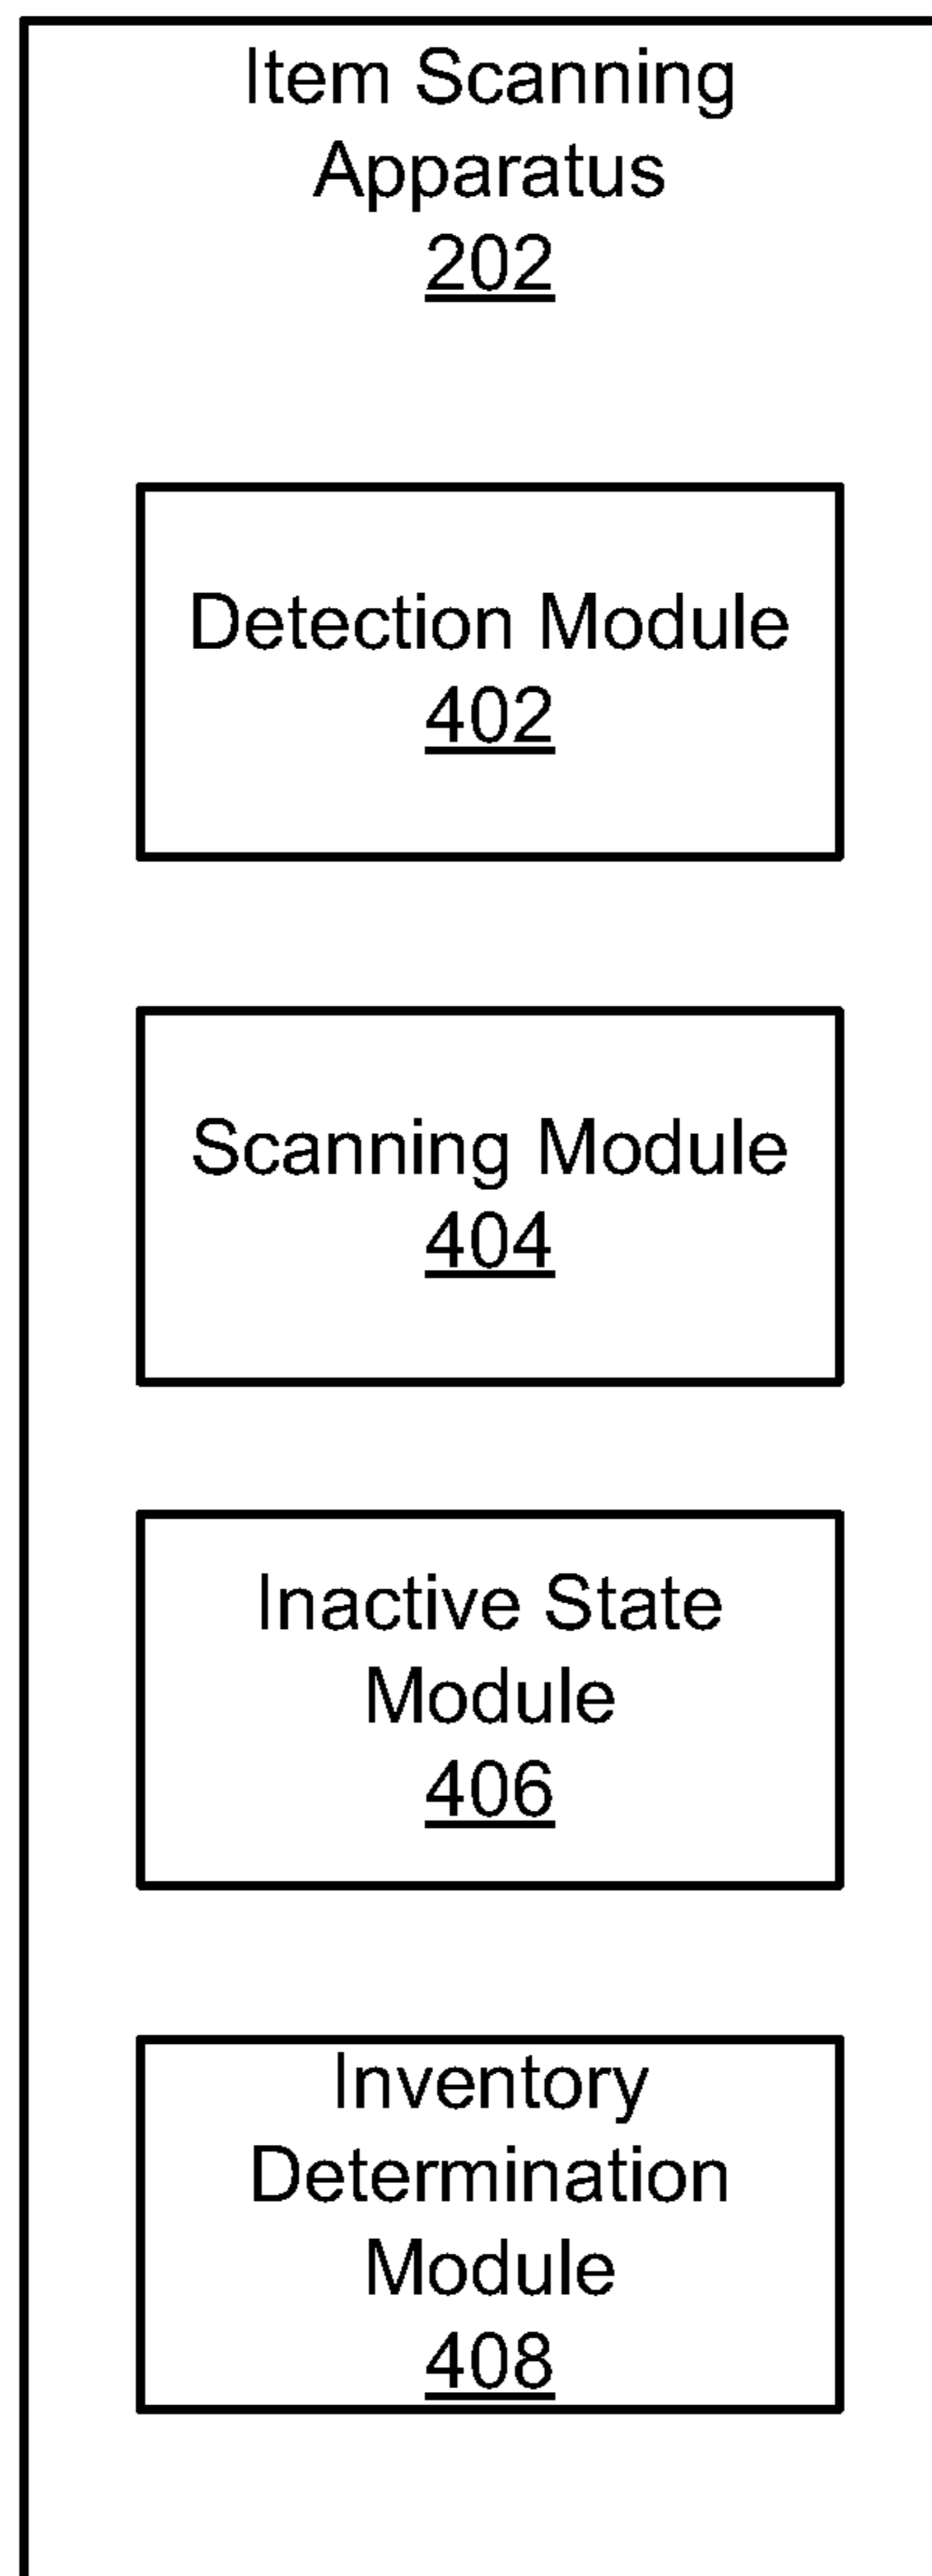 Item Scanning
Apparatus
202
Detection Module
402
Scanning Module
404
Inactive State
Module
406
Inventory
Determination
Module
408